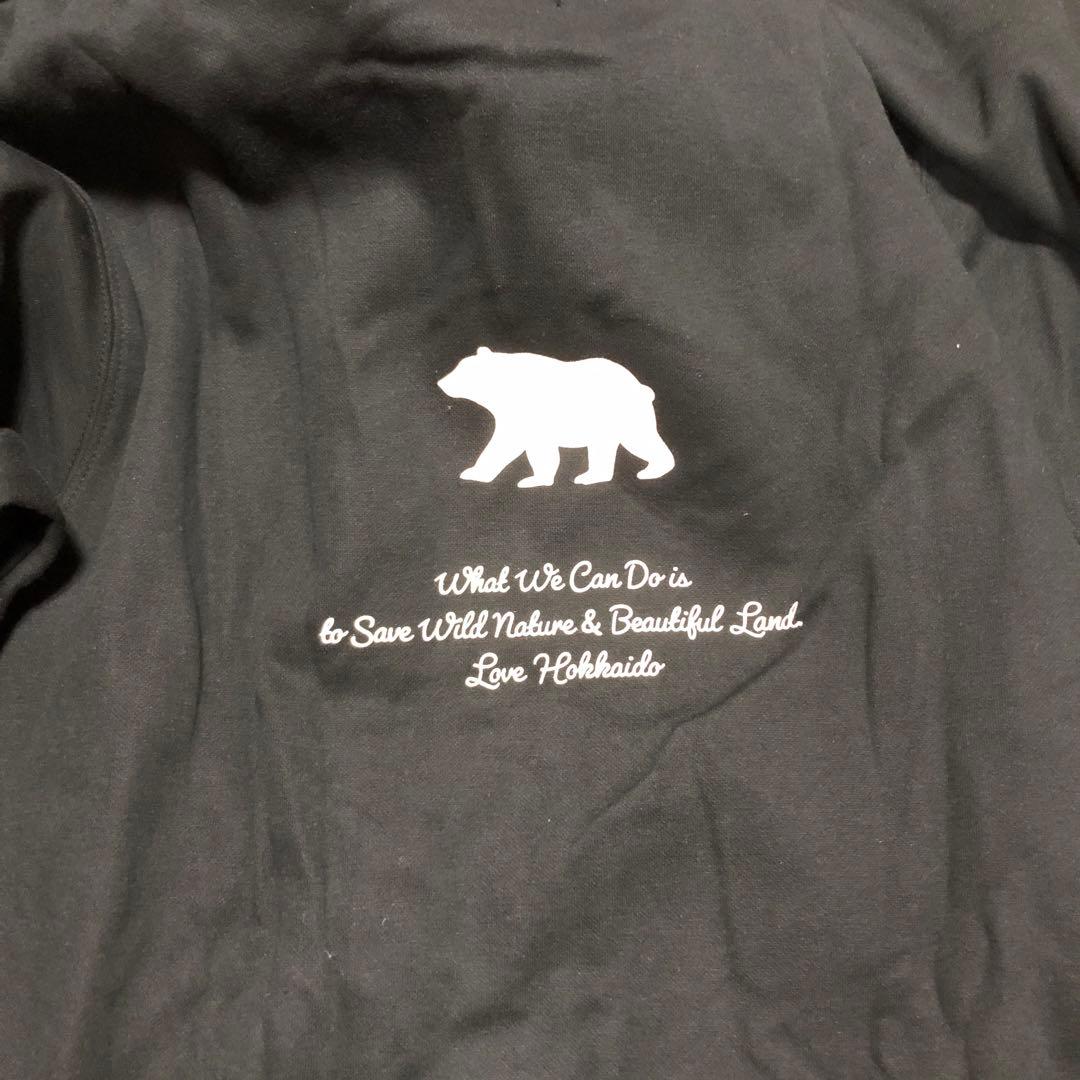 What We Can Do is
to Save Wild Nature & Beautiful Land.
Love Hokkaido